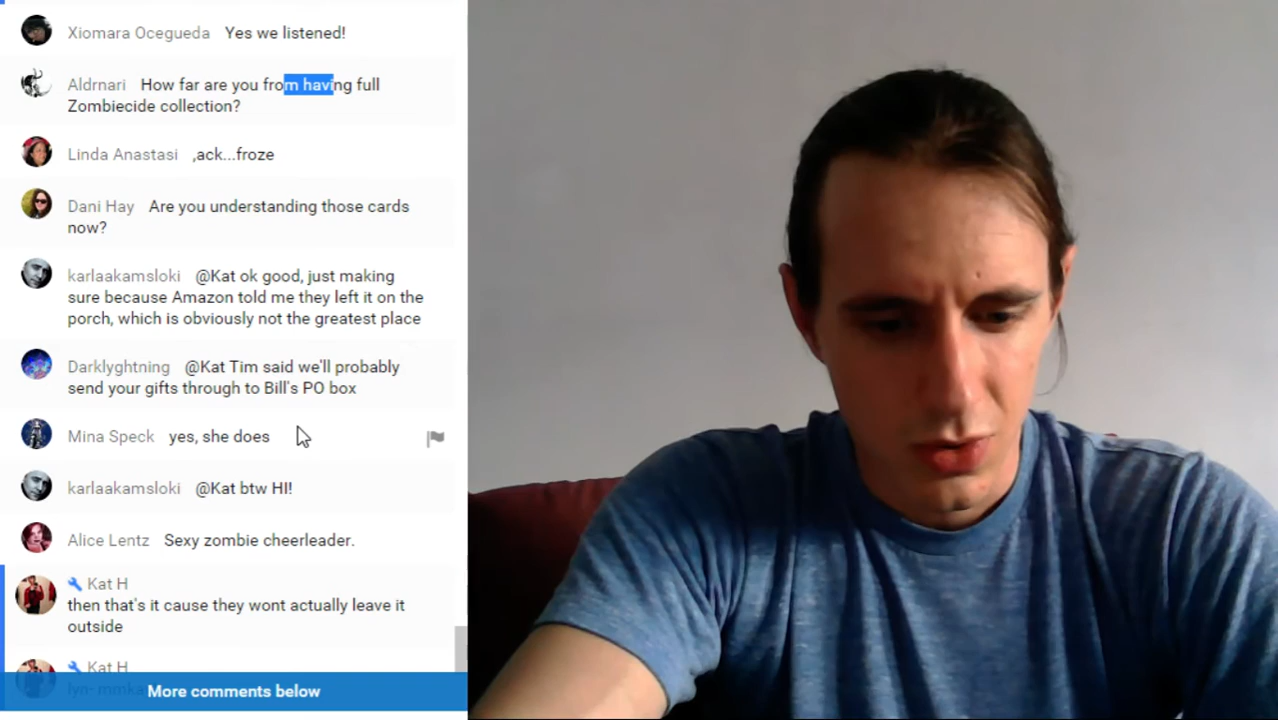 Xiomara Ocegueda Yes we listened!
Aldrnari How far are you from having full
Zombiecide collection?
Linda Anastasi ,ack...froze
Dani Hay Are you understanding those cards
now?
karlaakamsloki @Kat ok good, just making
sure because Amazon told me they left it on the
porch, which is obviously not the greatest place
Darklyghtning @Kat Tim said we'll probably
send your gifts through to Bill's PO box
Mina Speck yes, she does
karlaakamsloki @Kat btw HI!
Alice Lentz Sexy zombie cheerleader.
Kat H
then that's it cause they wont actually leave it
outside
Kat H
More comments below